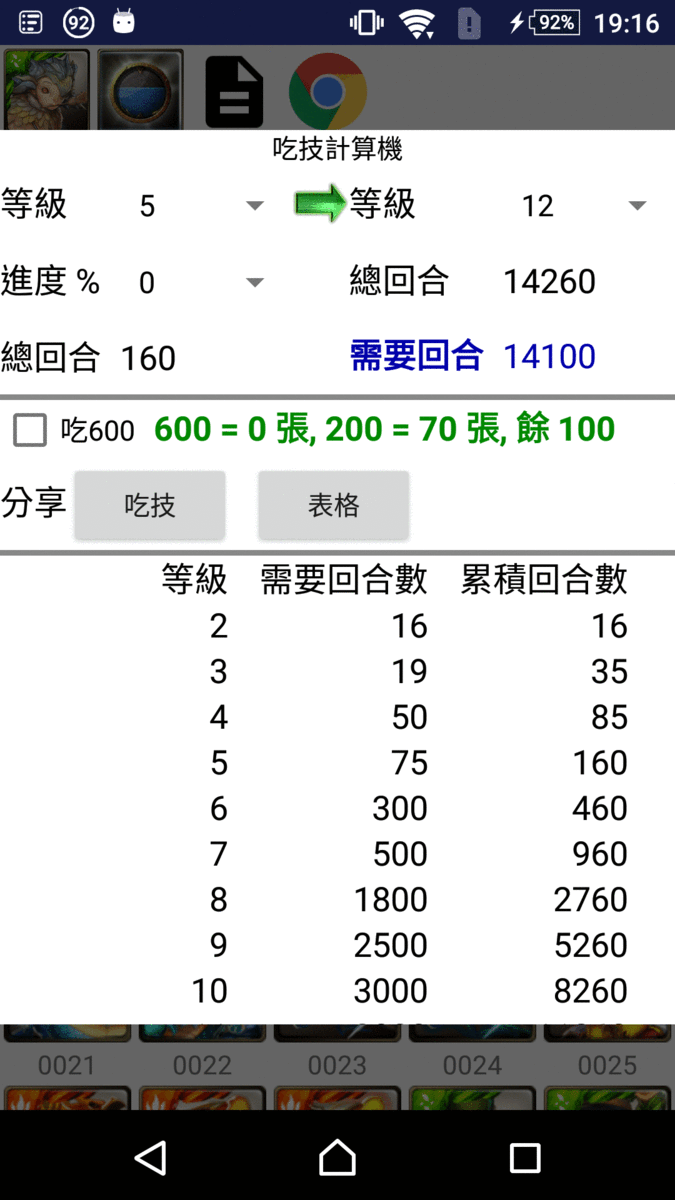 92 92% 19:16
吃技計算機
等級 5 等級 12
進度 % 0 總回合 14260
總回合 160 需要回合 14100
吃600 600 = 0 張, 200 = 70 張, 餘 100
分享 吃技 表格
等級 需要回合數 累積回合數
2 16 16
3 19 35
4 50 85
5 75 160
6 300 460
7 500 960
8 1800 2760
9 2500 5260
10 3000 8260
0021 0022 0023 0024 0025